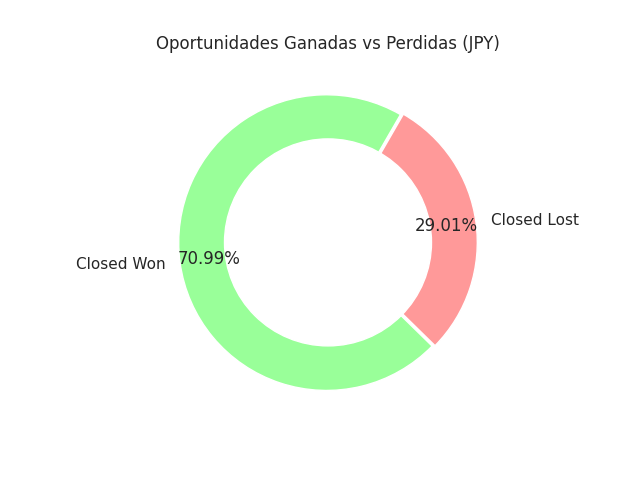 Oportunidades Ganadas vs Perdidas (JPY)
Closed Lost
29.01%
70.99%
Closed Won